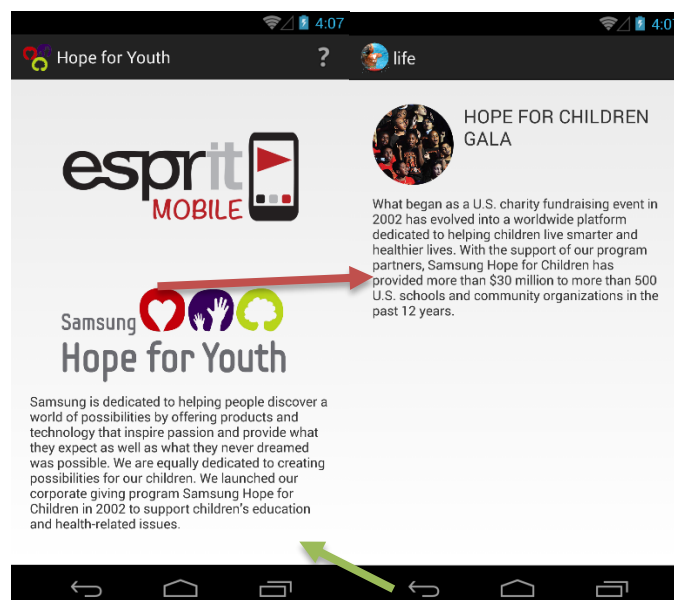 4:07
Hope for Youth
?
esprit
MOBILE
Samsung
Hope for Youth
Samsung is dedicated to helping people discover a
world of possibilities by offering products and
technology that inspire passion and provide what
they expect as well as what they never dreamed
was possible. We are equally dedicated to creating
possibilities for our children. We launched our
corporate giving program Samsung Hope for
Children in 2002 to support children's education
and health-related issues.
4:07
life
HOPE FOR CHILDREN
GALA
What began as a U.S. charity fundraising event in
2002 has evolved into a worldwide platform
dedicated to helping children live smarter and
healthier lives. With the support of our program
partners, Samsung Hope for Children has
provided more than $30 million to more than 500
U.S. schools and community organizations in the
past 12 years.